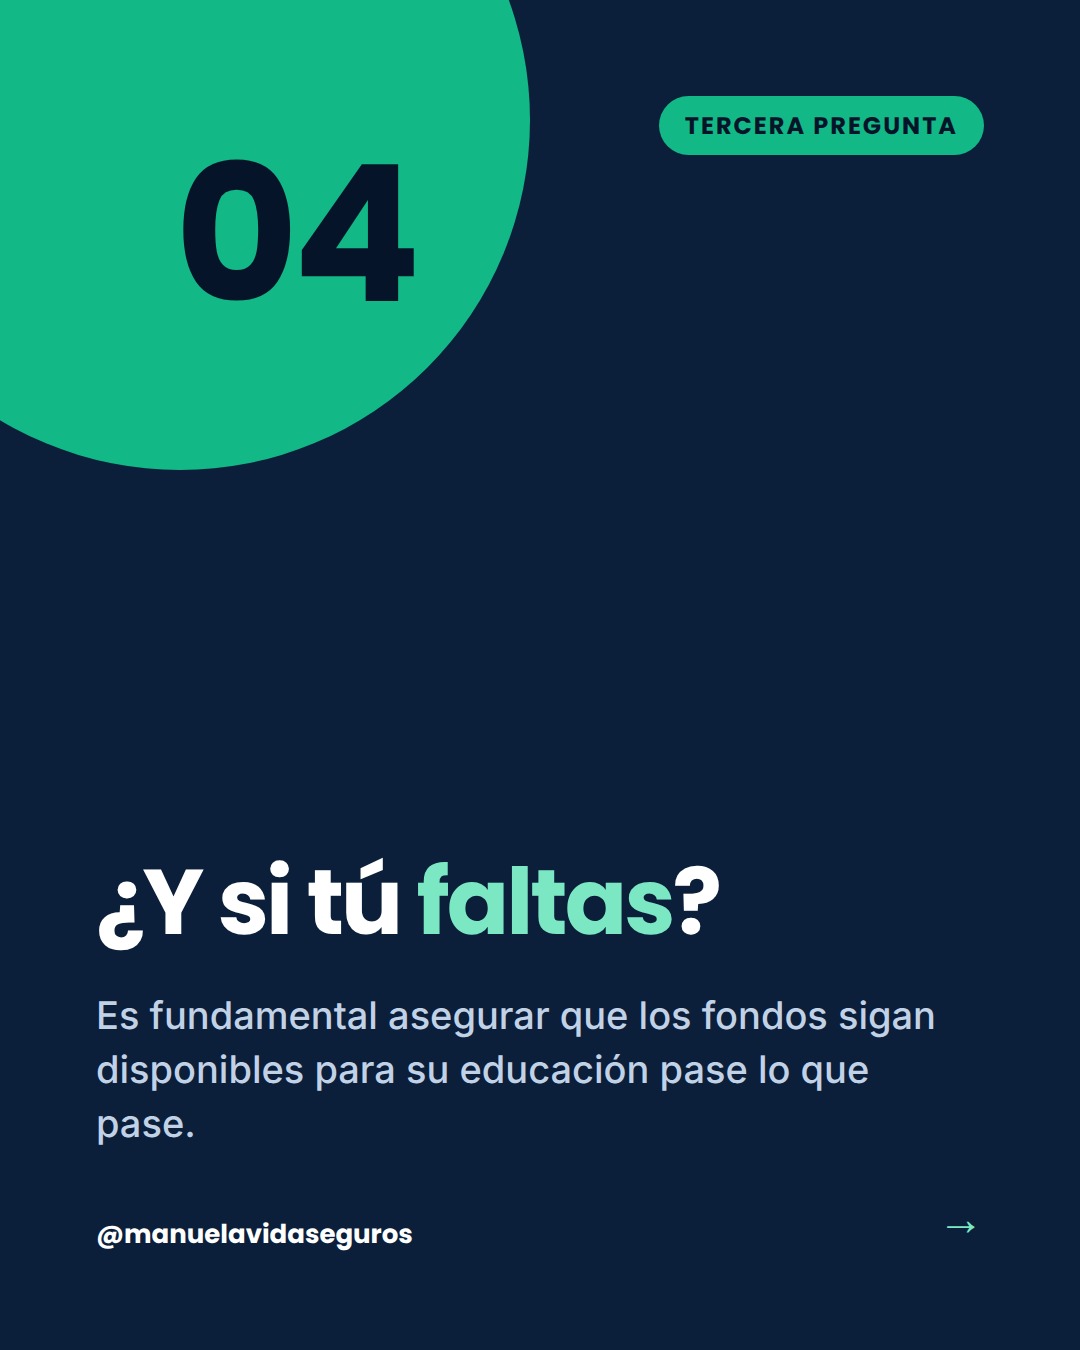 04
TERCERA PREGUNTA
¿Y si tú faltas?
Es fundamental asegurar que los fondos sigan
disponibles para su educación pase lo que
pase.
@manuelavidaseguros
→